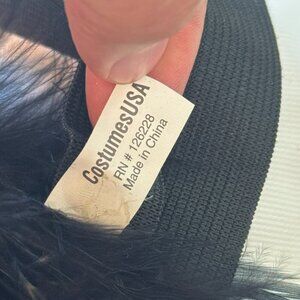 CostumesUSA
RN # 126228
Made in China